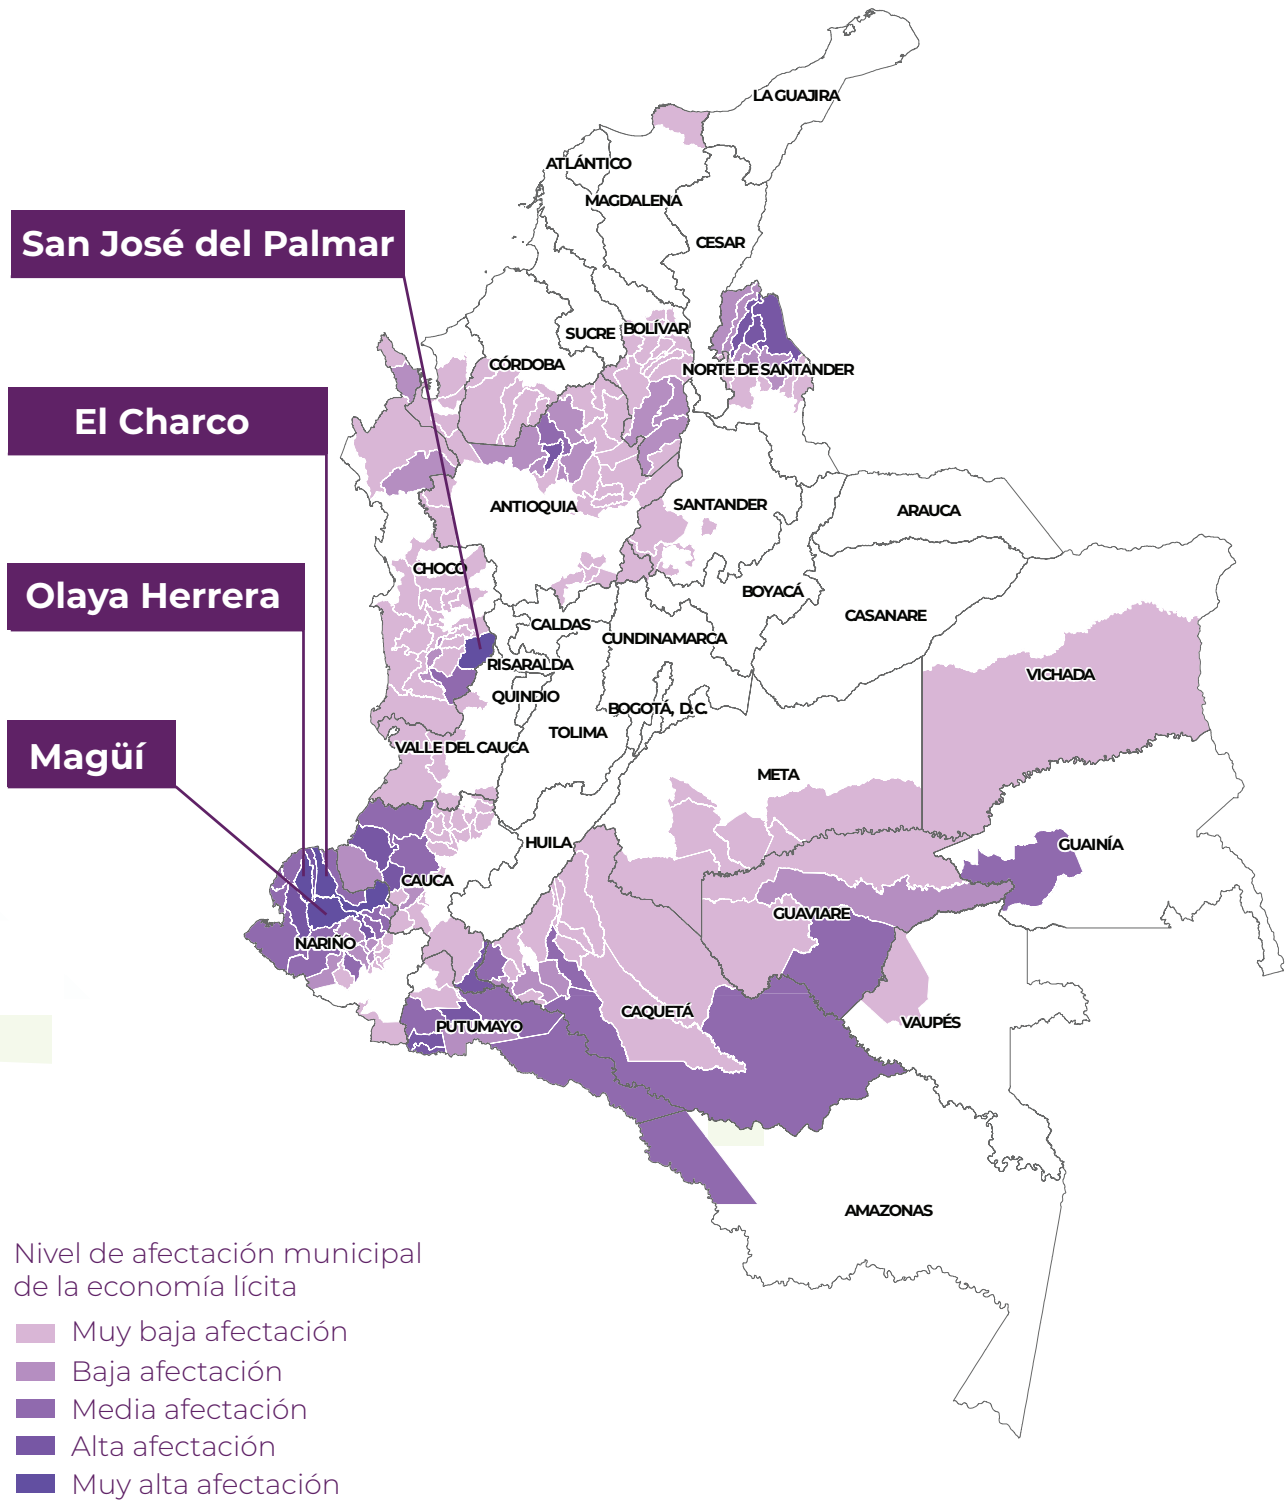 LA GUAJIRA
ATLÁNTICO
MAGDALENA
San José del Palmar
CESAR
SUCRE
BOLÍVAR
CÓRDOBA
NORTE DE SANTANDER
El Charco
ANTIOQUIA
SANTANDER
ARAUCA
CHOCO
Olaya Herrera
BOYACÁ
CASANARE
CALDAS
CUNDINAMARCA
RISARALDA
VICHADA
QUINDIO
BOGOTÁ, D.C.
TOLIMA
VALLE DEL CAUCA
Magüí
META
HUILA
GUAINÍA
CAUCA
GUAVIARE
NARIÑO
CAQUETÁ
VAUPÉS
PUTUMAYO
AMAZONAS
Nivel de afectación municipal
de la economía lícita
Muy baja afectación
Baja afectación
Media afectación
Alta afectación
Muy alta afectación